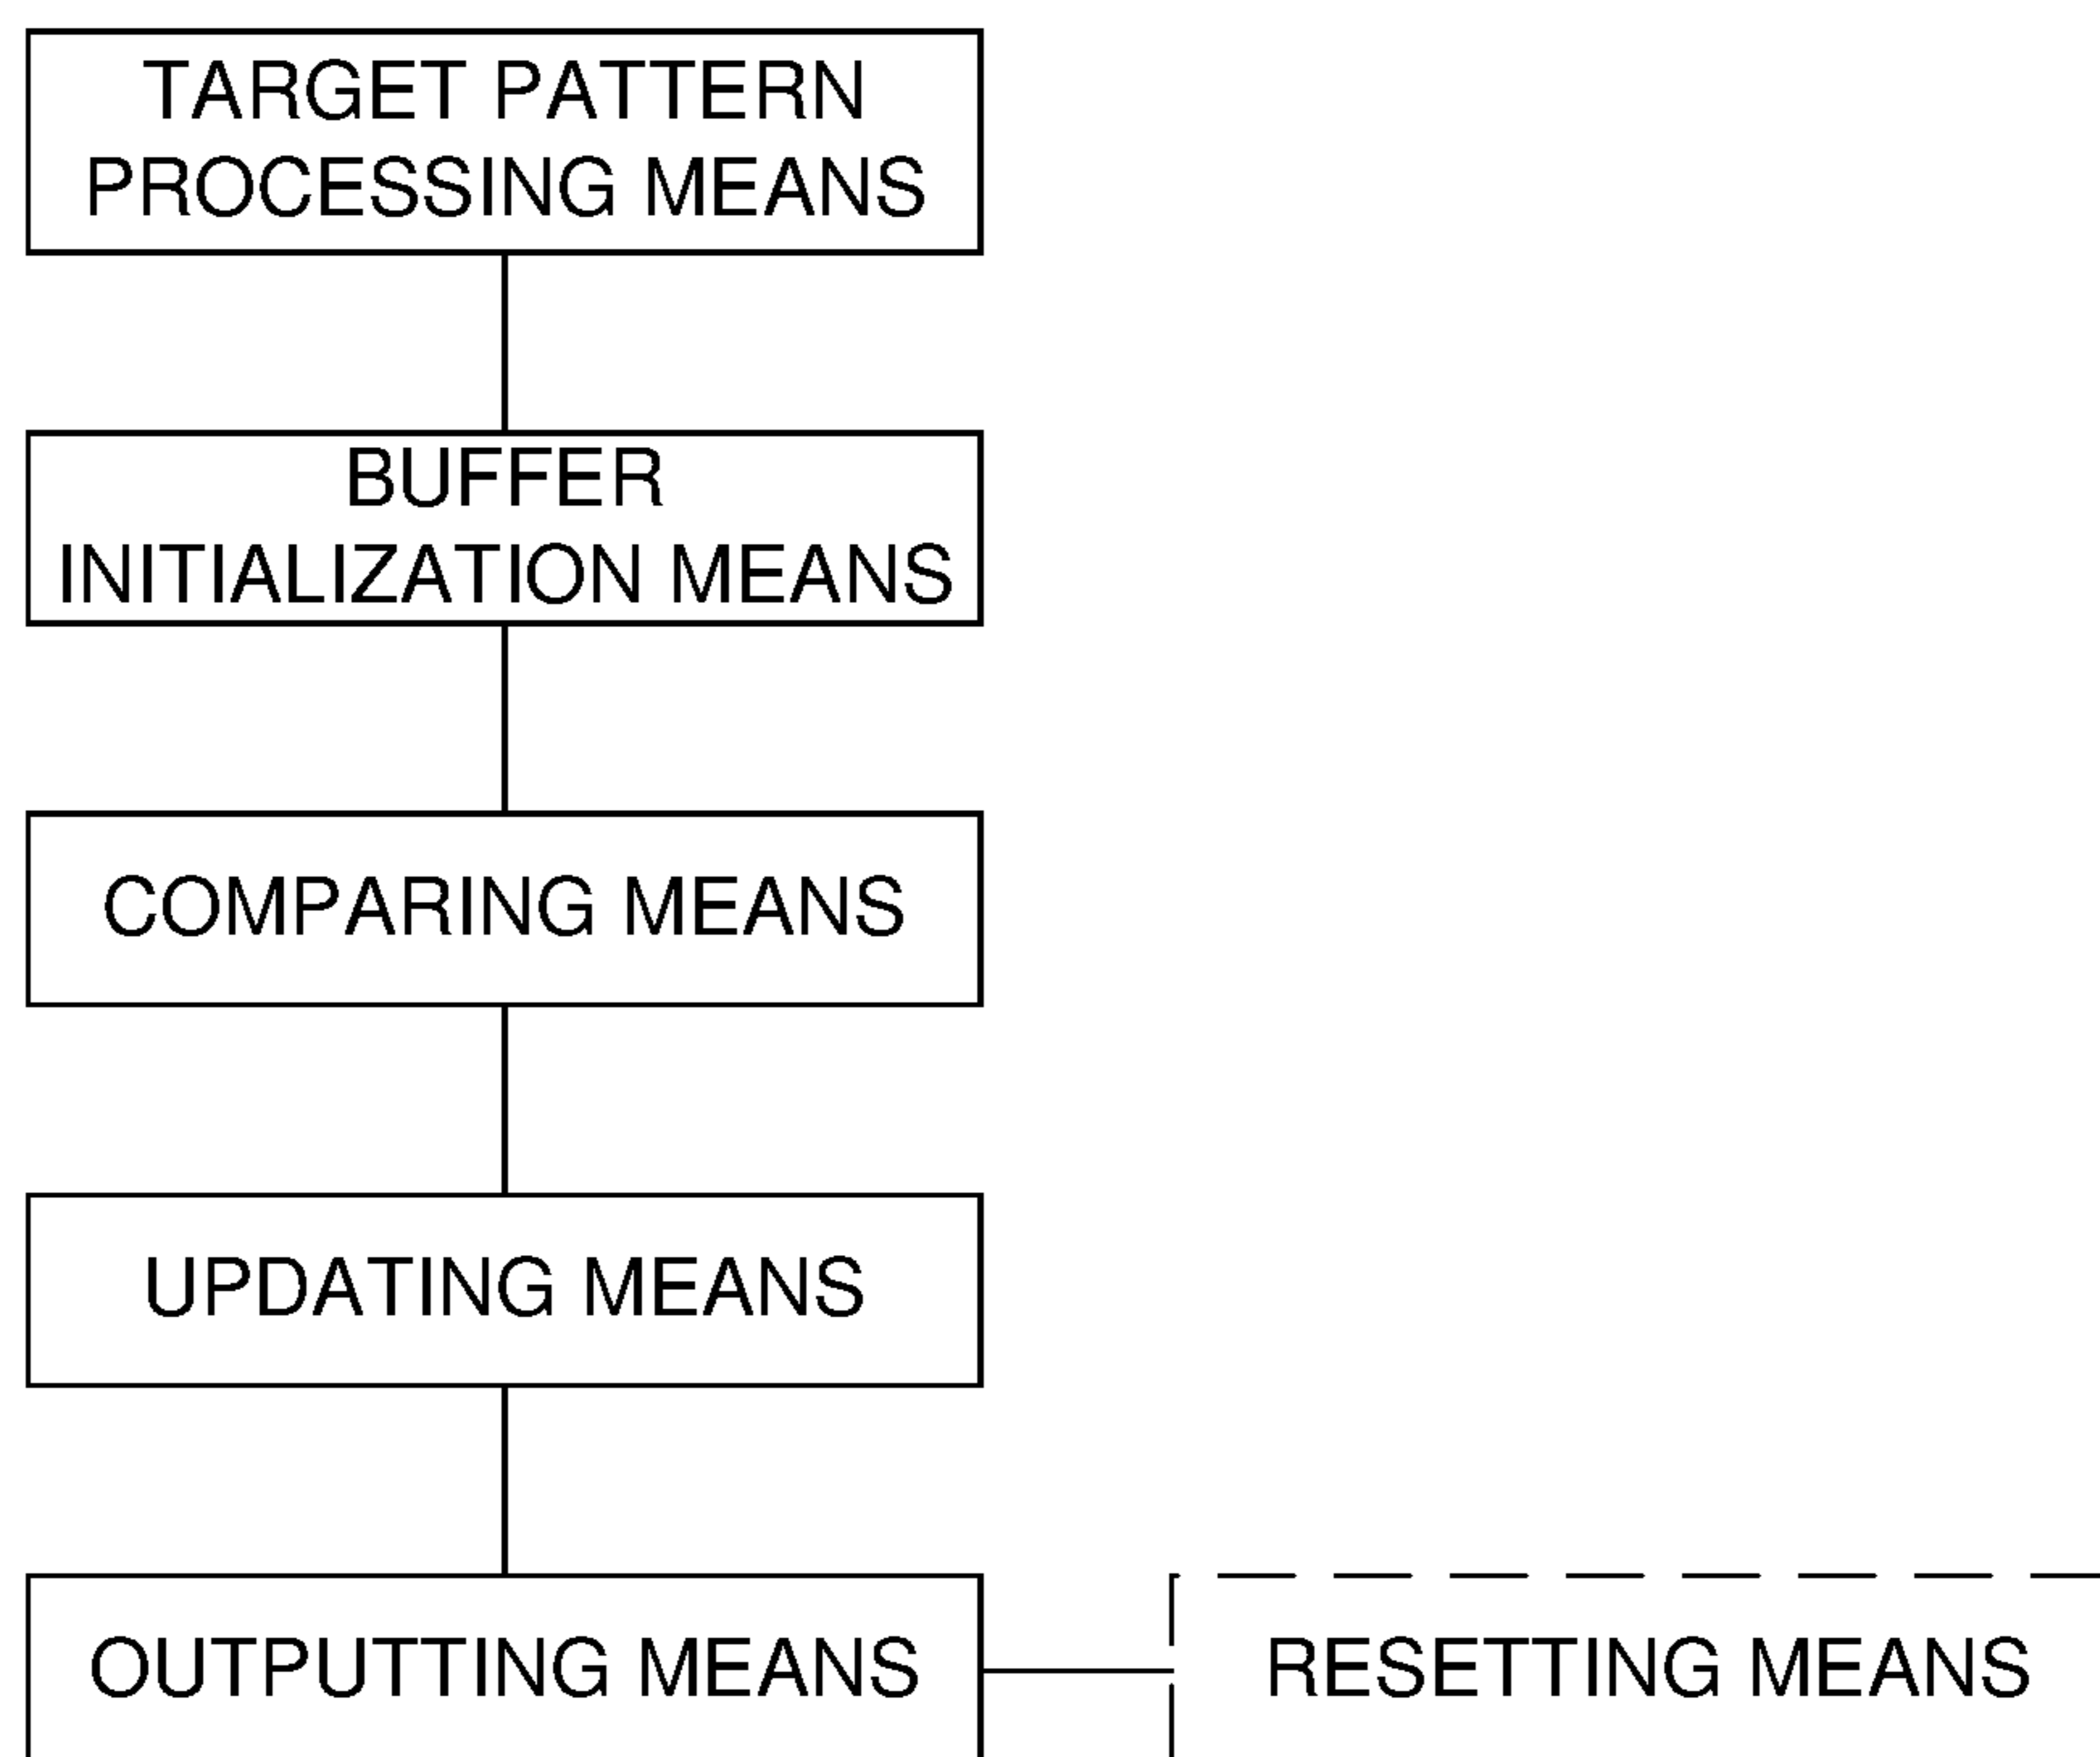 TARGET PATTERN
PROCESSING MEANS
BUFFER
INITIALIZATION MEANS
COMPARING MEANS
UPDATING MEANS
OUTPUTTING MEANS
RESETTING MEANS